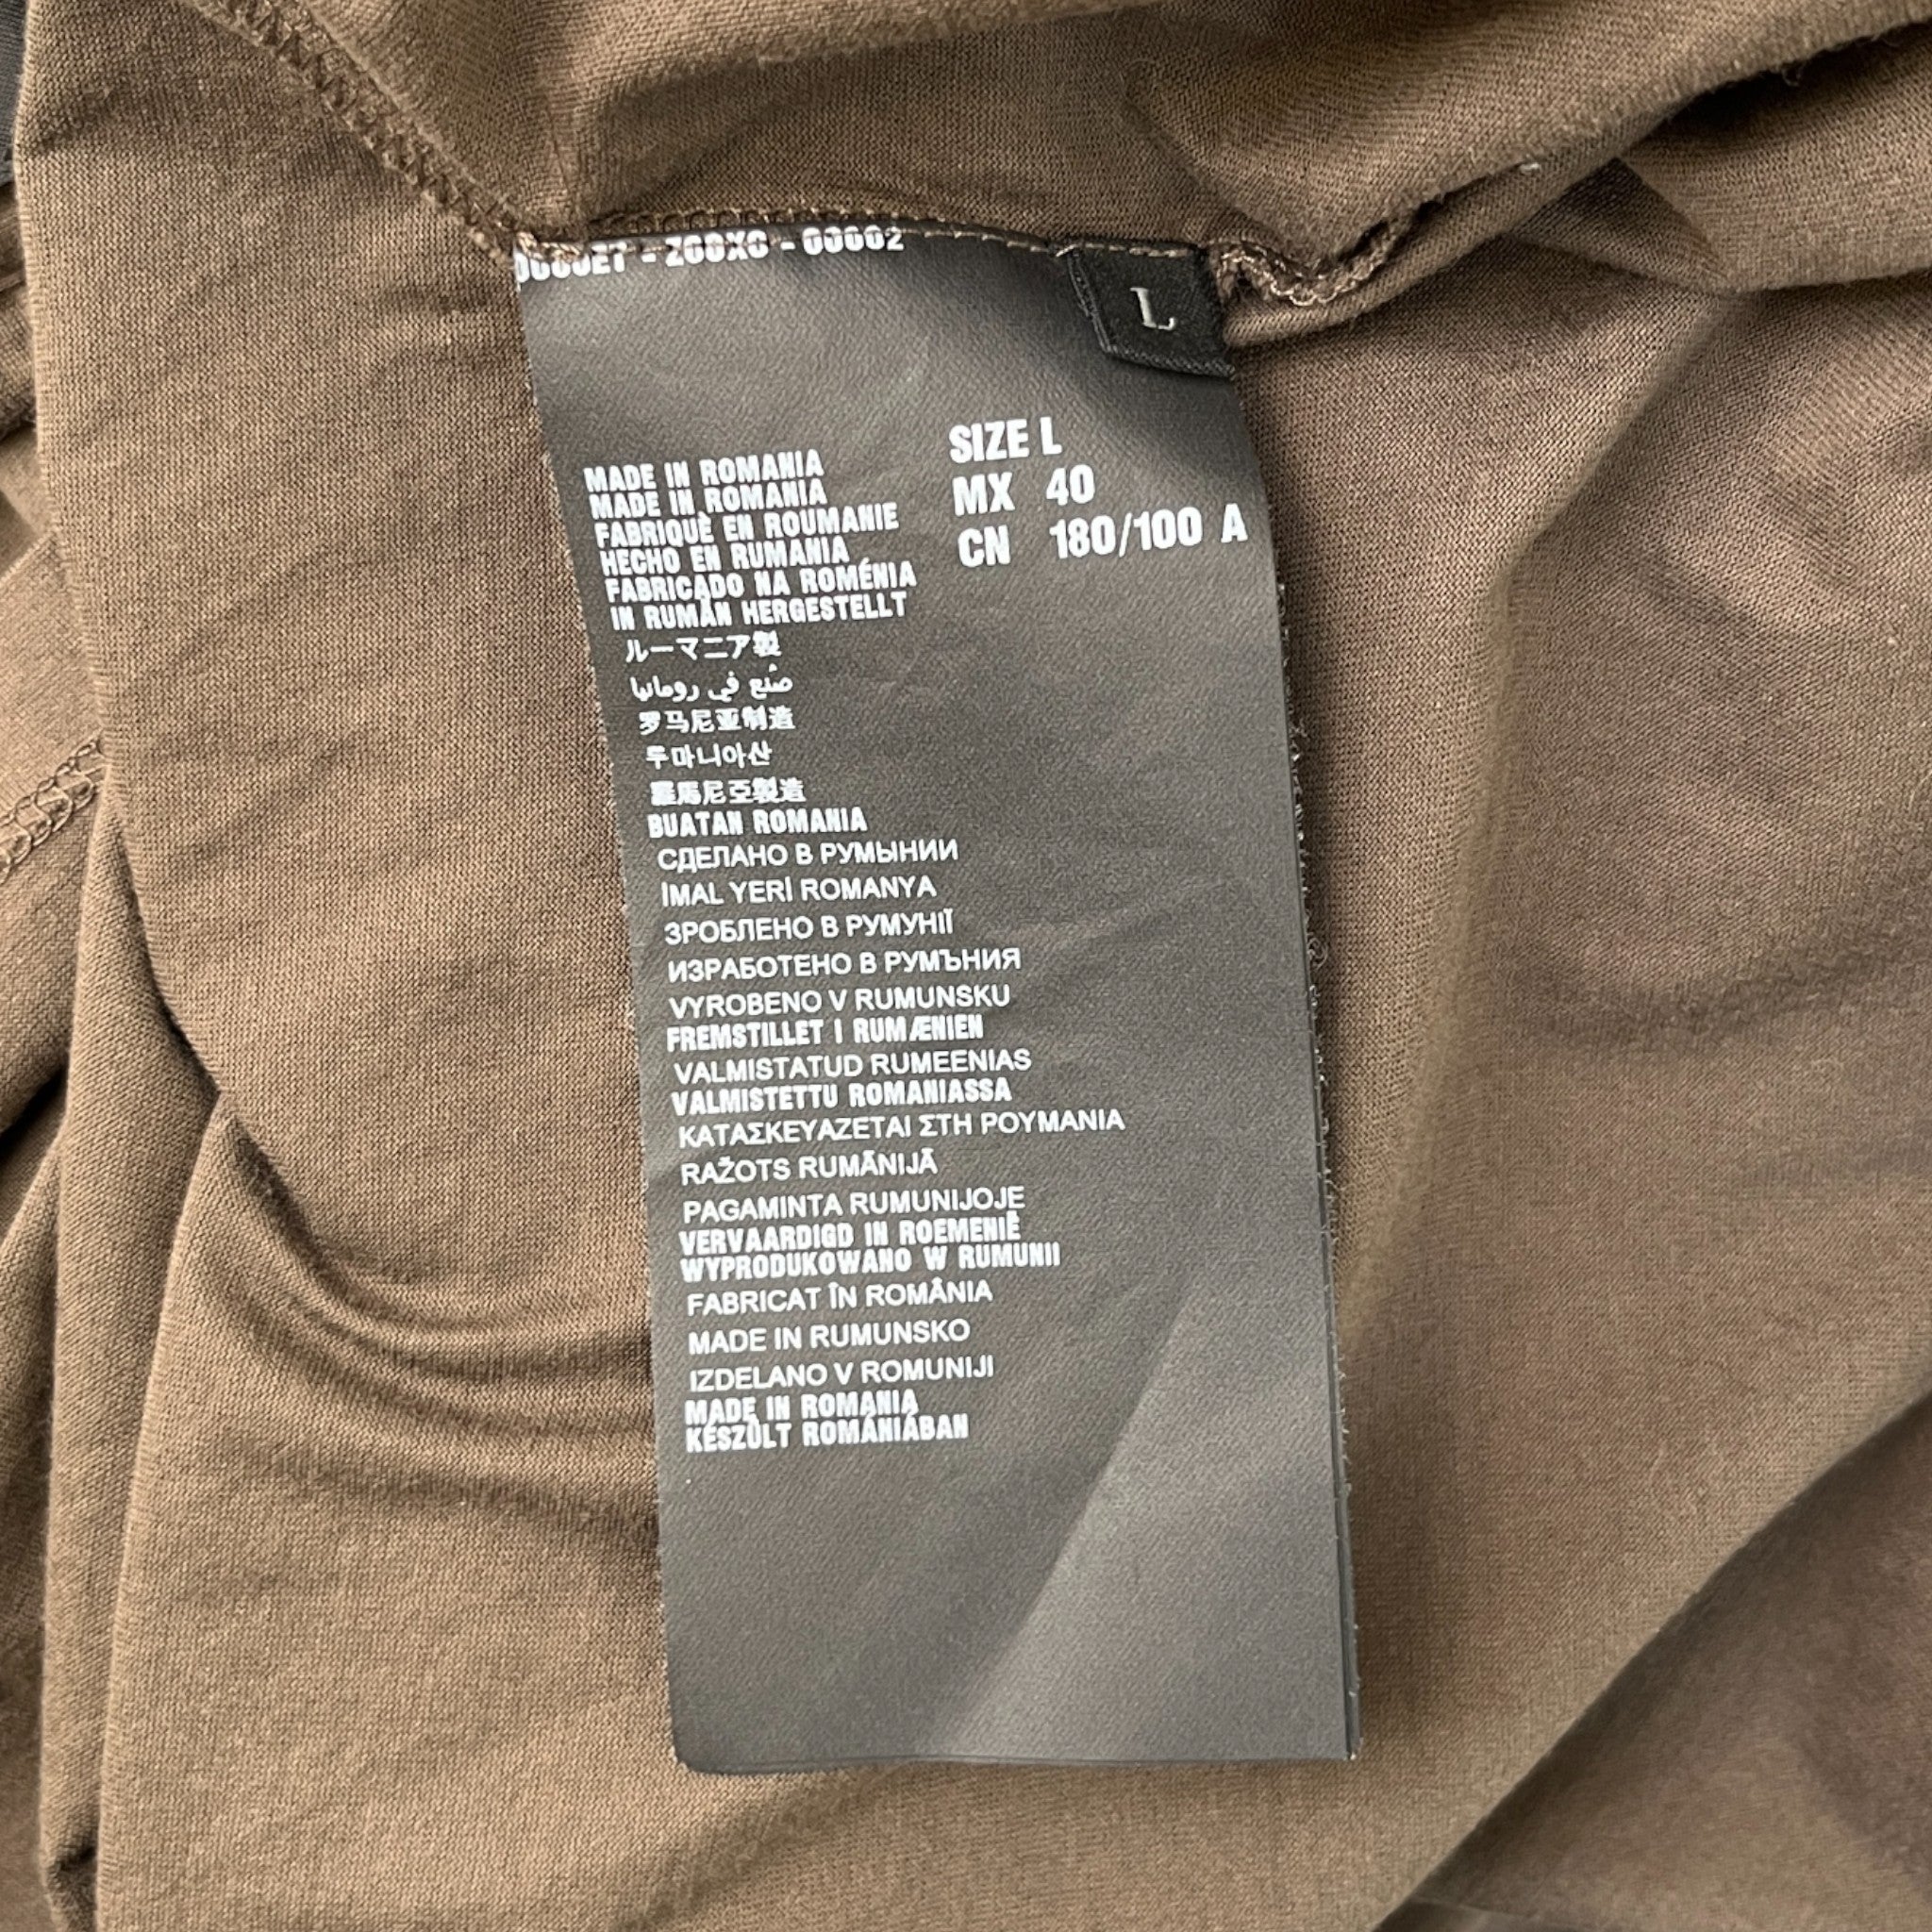 L
SIZE L
MX 40
CN 180/100 A
MADE IN ROMANIA
MADE IN ROMANIA
FABRIQUÈ EN ROUMANIE
HECHO EN RUMANIA
FABRICADO NA ROMÉNIA
IN RUMÄN HERGESTELLT
ルーマニア製
صُنع في رومانيا
罗马尼亚制造
루마니아산
羅馬尼亞製造
BUATAN ROMANIA
СДЕЛАНО В РУМЫНИИ
İMAL YERİ ROMANYA
ЗРОБЛЕНО В РУМУНІЇ
ИЗРАБОТЕНО В РУМЪНИЯ
VYROBENO V RUMUNSKU
FREMSTILLET I RUMÆNIEN
VALMISTATUD RUMEENIAS
VALMISTETTU ROMANIASSA
ΚΑΤΑΣΚΕΥΑΖΕΤΑΙ ΣΤΗ ΡΟΥΜΑΝΙΑ
RAŽOTS RUMĀNIJĀ
PAGAMINTA RUMUNIJOJE
VERVAARDIGD IN ROEMENIË
WYPRODUKOWANO W RUMUNII
FABRICAT ÎN ROMÂNIA
MADE IN RUMUNSKO
IZDELANO V ROMUNIJI
MADE IN ROMANIA
KÉSZÜLT ROMÁNIÁBAN